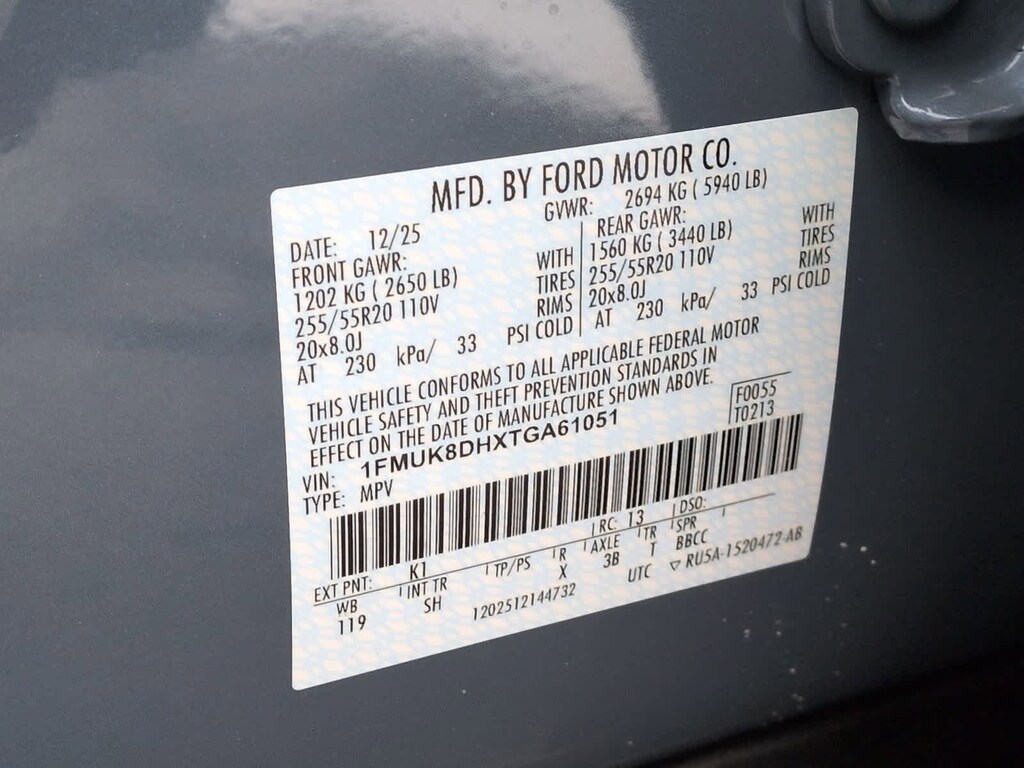 MFD. BY FORD MOTOR CO.
DATE: 12/25 GVWR: 2694 KG ( 5940 LB)
FRONT GAWR: REAR GAWR:
1202 KG ( 2650 LB) WITH 1560 KG ( 3440 LB) WITH
255/55R20 110V TIRES 255/55R20 110V TIRES
20x8.0J RIMS 20x8.0J RIMS
AT 230 kPa/ 33 PSI COLD AT 230 kPa/ 33 PSI COLD
THIS VEHICLE CONFORMS TO ALL APPLICABLE FEDERAL MOTOR
VEHICLE SAFETY AND THEFT PREVENTION STANDARDS IN
EFFECT ON THE DATE OF MANUFACTURE SHOWN ABOVE.
F0055
T0213
VIN: 1FMUK8DHXTGA61051
TYPE: MPV
EXT PNT: K1 RC: 13 DSO:
WB INT TR TP/PS R AXLE TR SPR
119 SH X 3B T BBCC
1202512144732 UTC ▽ RU5A-1520472-AB